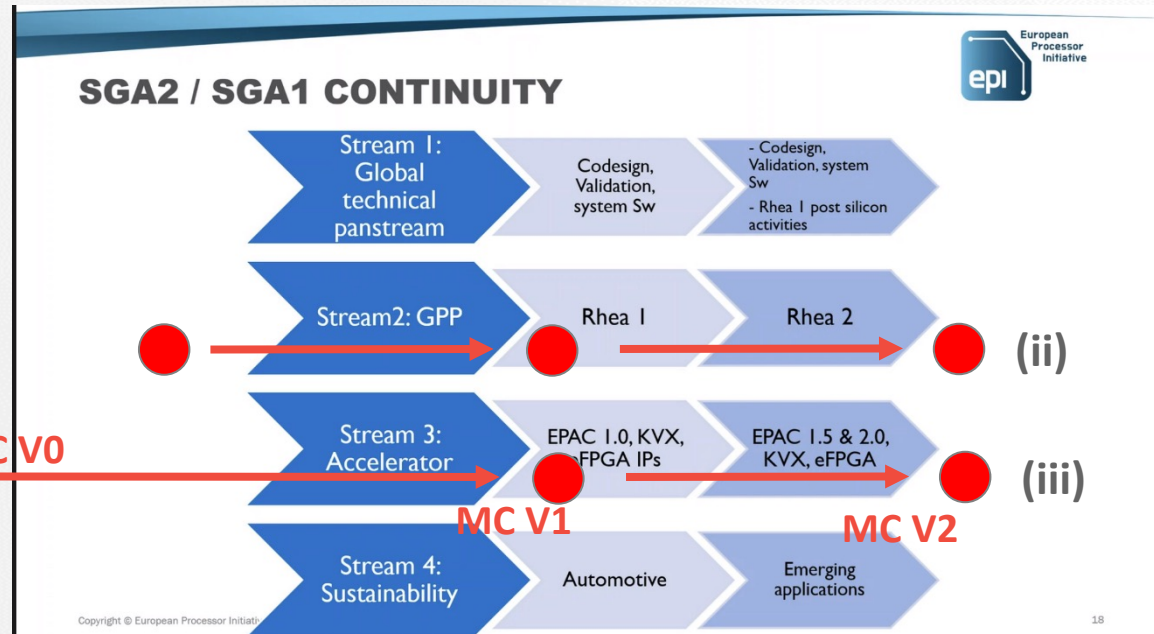 European
Processor
Initiative
epi
SGA2 / SGA1 CONTINUITY
Stream 1:
Global
technical
panstream
Codesign,
Validation,
system Sw
- Codesign,
Validation, system
Sw
- Rhea 1 post silicon
activities
Stream2: GPP
Rhea 1
Rhea 2
(ii)
Stream 3:
Accelerator
EPAC 1.0, KVX,
eFPGA IPs
EPAC 1.5 & 2.0,
KVX, eFPGA
(iii)
C V0
MC V1
MC V2
Stream 4:
Sustainability
Automotive
Emerging
applications
Copyright © European Processor Initiati
18